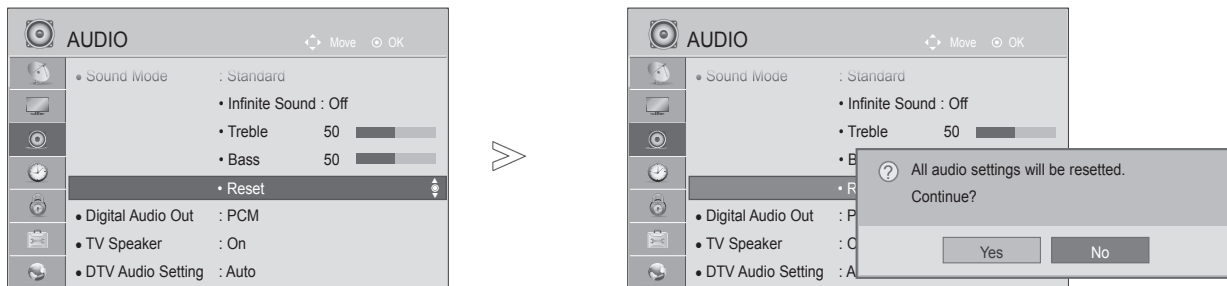 AUDIO
Move OK
• Sound Mode : Standard
• Infinite Sound : Off
• Treble 50
• Bass 50
• Reset
• Digital Audio Out : PCM
• TV Speaker : On
• DTV Audio Setting : Auto
AUDIO
Move OK
• Sound Mode : Standard
• Infinite Sound : Off
• Treble 50
• B
• R
• Digital Audio Out : P
• TV Speaker : O
• DTV Audio Setting : A
? All audio settings will be resetted.
Continue?
Yes No